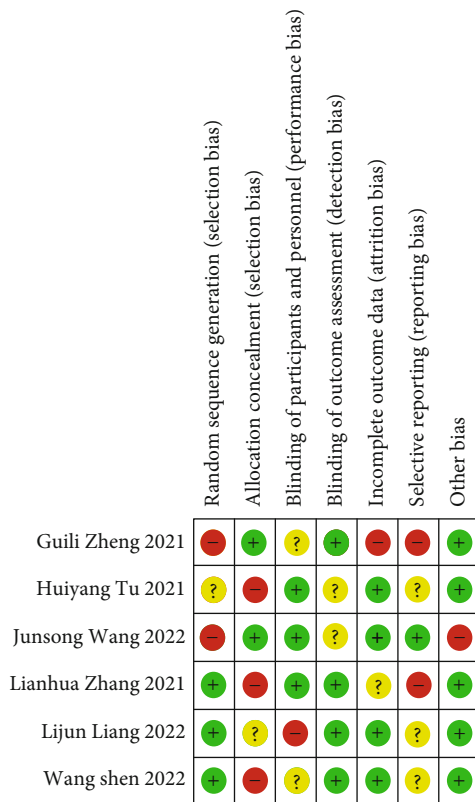 Random sequence generation (selection bias)
Allocation concealment (selection bias)
Blinding of participants and personnel (performance bias)
Blinding of outcome assessment (detection bias)
Incomplete outcome data (attrition bias)
Selective reporting (reporting bias)
Other bias
Guili Zheng 2021 – + ? + – – +
Huiyang Tu 2021 ? – + ? + ? +
Junsong Wang 2022 – + + ? + + –
Lianhua Zhang 2021 + – + + ? – +
Lijun Liang 2022 + ? – + + ? +
Wang shen 2022 + – ? + + ? +